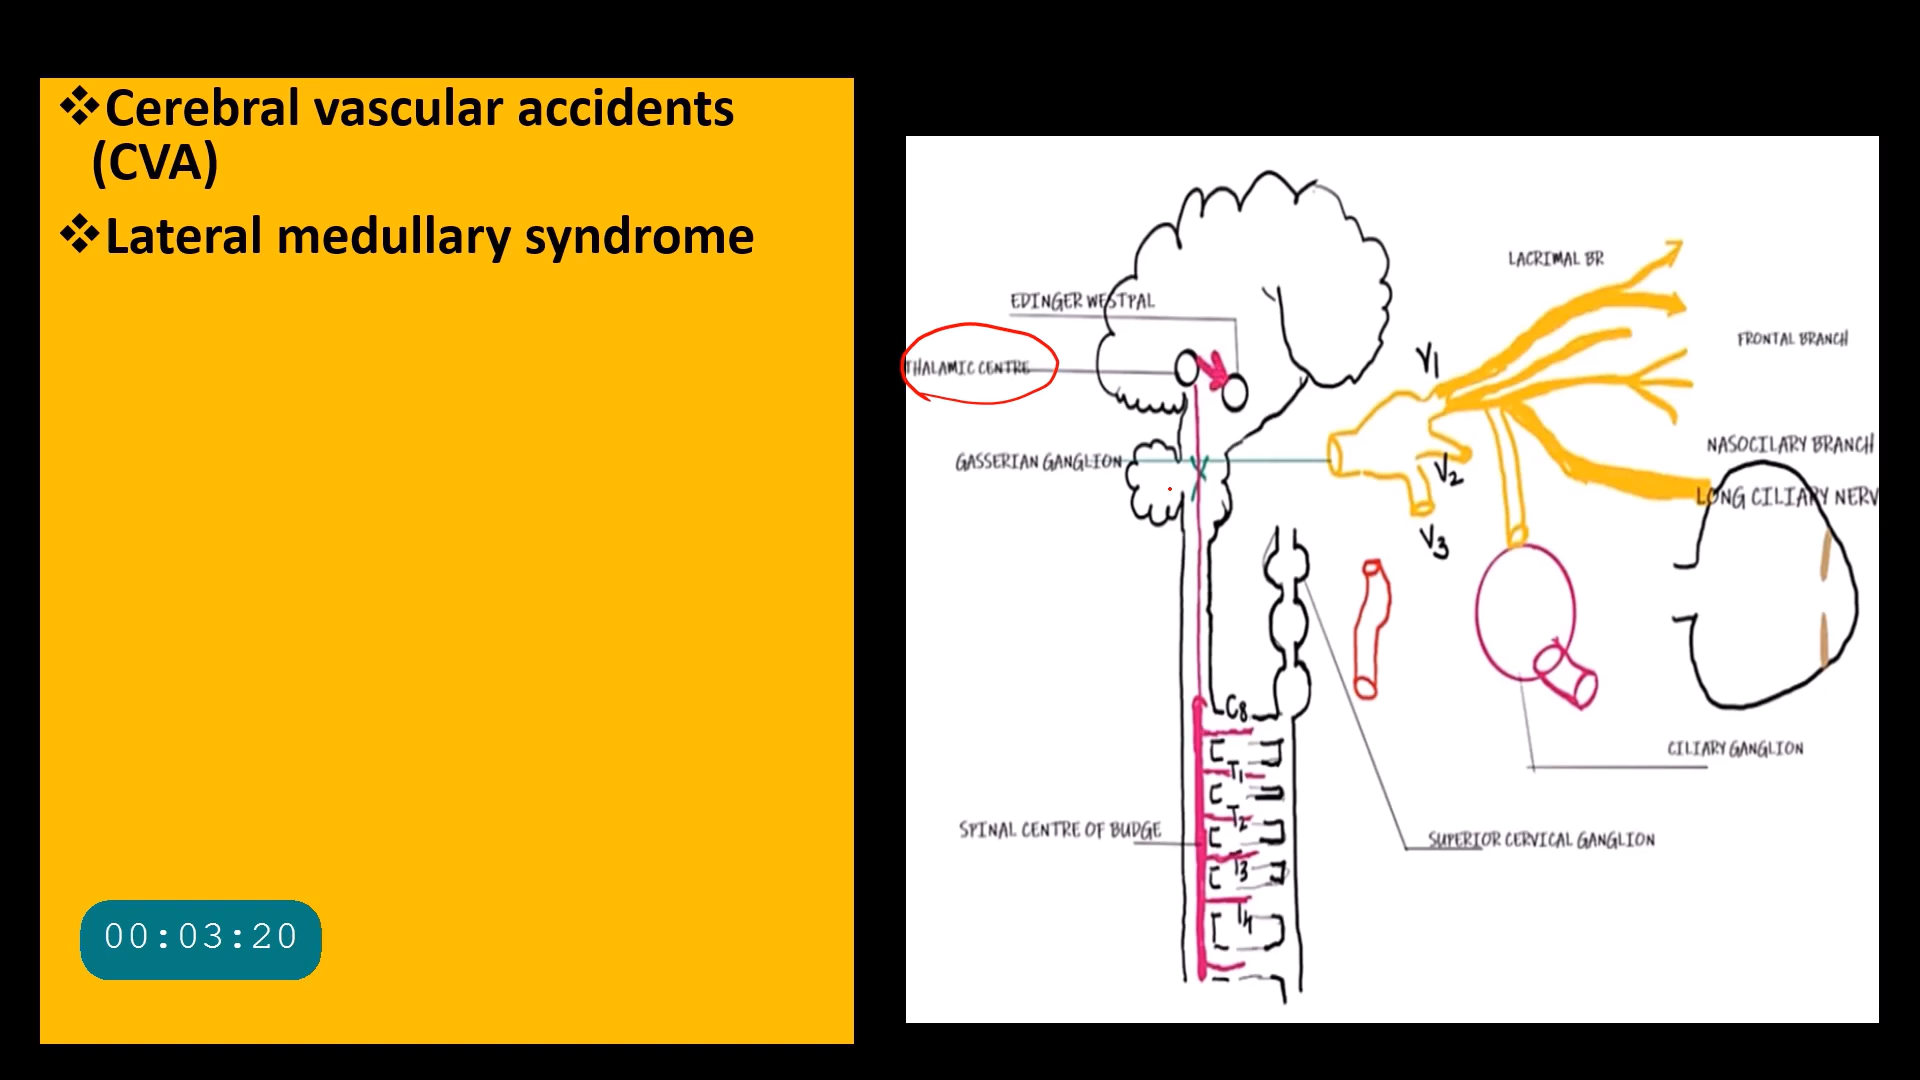 ❖Cerebral vascular accidents
(CVA)
❖Lateral medullary syndrome
00:03:20
LACRIMAL BR
EDINGER WESTPAL
FRONTAL BRANCH
THALAMIC CENTRE
V1
NASOCILARY BRANCH
GASSERIAN GANGLION
V2
LONG CILIARY NERV
V3
C8
CILIARY GANGLION
T1
T2
SPINAL CENTRE OF BUDGE
SUPERIOR CERVICAL GANGLION
T3
T4